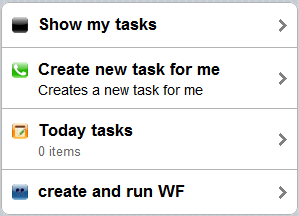 Show my tasks
Create new task for me
Creates a new task for me
Today tasks
0 items
create and run WF